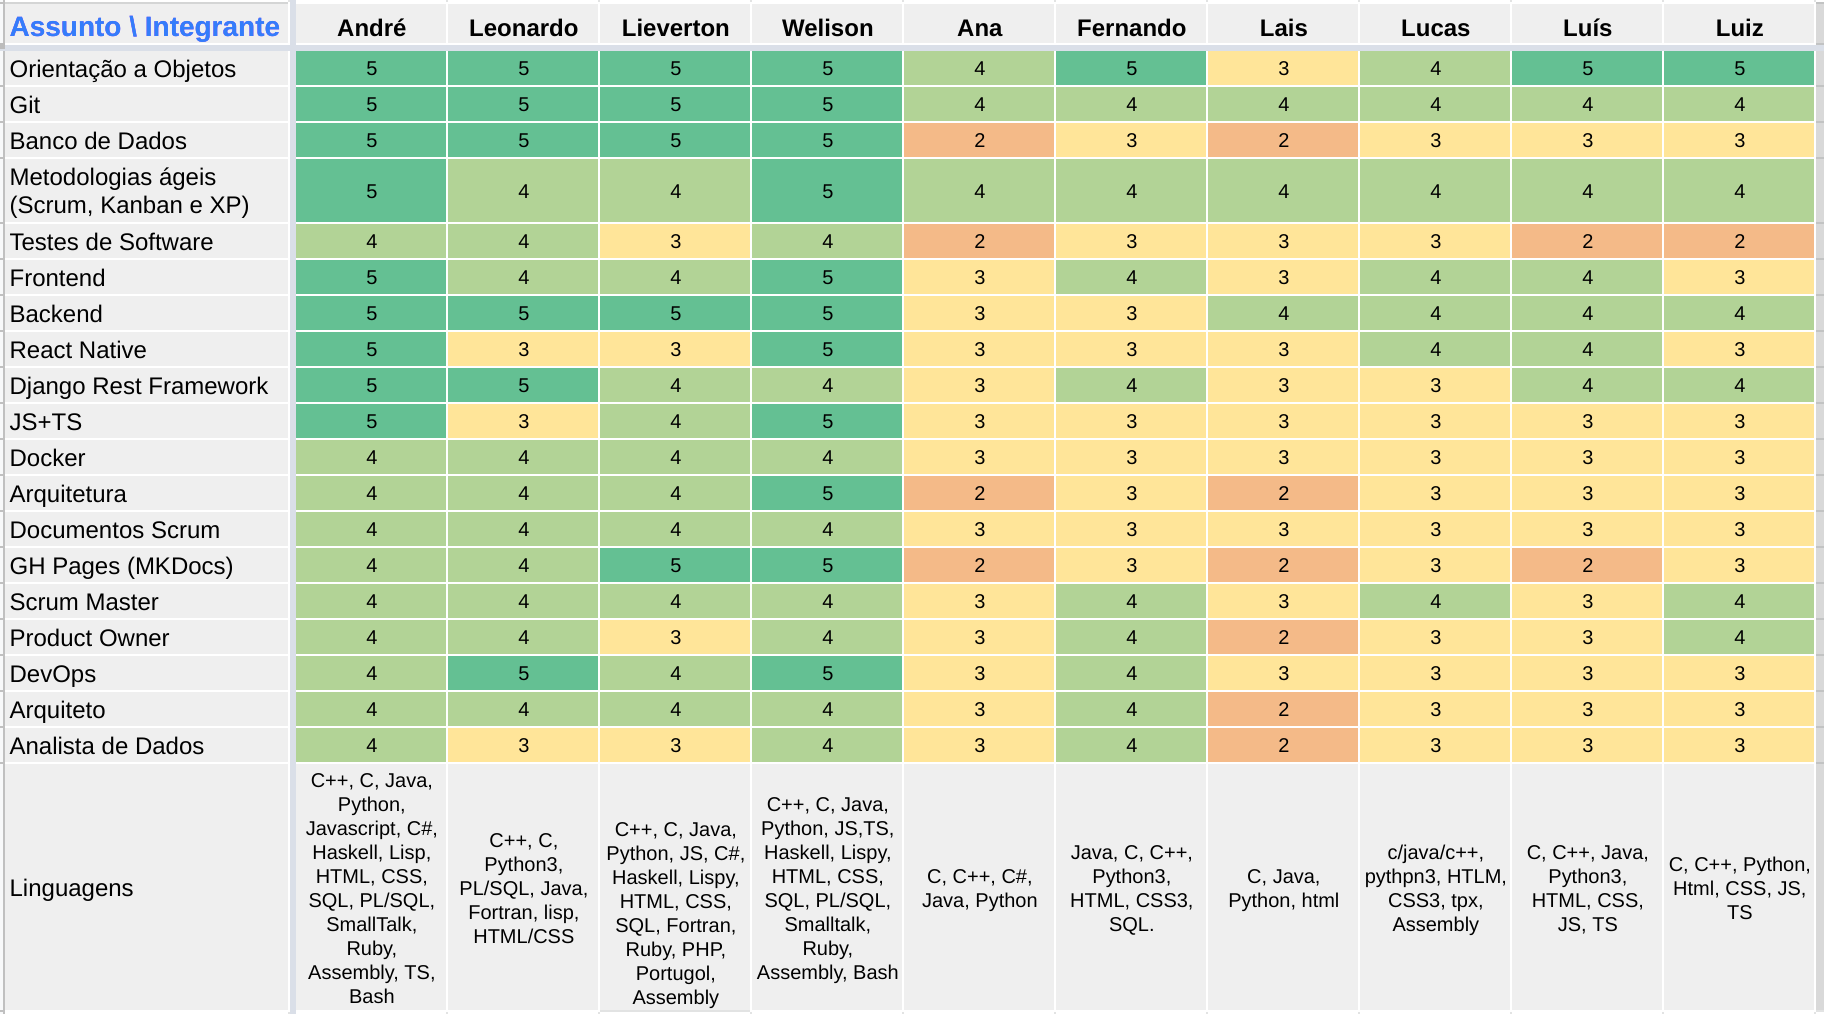 Assunto \ Integrante André Leonardo Lieverton Welison Ana Fernando Lais Lucas Luís Luiz
Orientação a Objetos 5 5 5 5 4 5 3 4 5 5
Git 5 5 5 5 4 4 4 4 4 4
Banco de Dados 5 5 5 5 2 3 2 3 3 3
Metodologias ágeis
(Scrum, Kanban e XP) 5 4 4 5 4 4 4 4 4 4
Testes de Software 4 4 3 4 2 3 3 3 2 2
Frontend 5 4 4 5 3 4 3 4 4 3
Backend 5 5 5 5 3 3 4 4 4 4
React Native 5 3 3 5 3 3 3 4 4 3
Django Rest Framework 5 5 4 4 3 4 3 3 4 4
JS+TS 5 3 4 5 3 3 3 3 3 3
Docker 4 4 4 4 3 3 3 3 3 3
Arquitetura 4 4 4 5 2 3 2 3 3 3
Documentos Scrum 4 4 4 4 3 3 3 3 3 3
GH Pages (MKDocs) 4 4 5 5 2 3 2 3 2 3
Scrum Master 4 4 4 4 3 4 3 4 3 4
Product Owner 4 4 3 4 3 4 2 3 3 4
DevOps 4 5 4 5 3 4 3 3 3 3
Arquiteto 4 4 4 4 3 4 2 3 3 3
Analista de Dados 4 3 3 4 3 4 2 3 3 3
Linguagens
C++, C, Java,
Python,
Javascript, C#,
Haskell, Lisp,
HTML, CSS,
SQL, PL/SQL,
SmallTalk,
Ruby,
Assembly, TS,
Bash
C++, C,
Python3,
PL/SQL, Java,
Fortran, lisp,
HTML/CSS
C++, C, Java,
Python, JS, C#,
Haskell, Lispy,
HTML, CSS,
SQL, Fortran,
Ruby, PHP,
Portugol,
Assembly
C++, C, Java,
Python, JS,TS,
Haskell, Lispy,
HTML, CSS,
SQL, PL/SQL,
Smalltalk,
Ruby,
Assembly, Bash
C, C++, C#,
Java, Python
Java, C, C++,
Python3,
HTML, CSS3,
SQL.
C, Java,
Python, html
c/java/c++,
pythpn3, HTLM,
CSS3, tpx,
Assembly
C, C++, Java,
Python3,
HTML, CSS,
JS, TS
C, C++, Python,
Html, CSS, JS,
TS